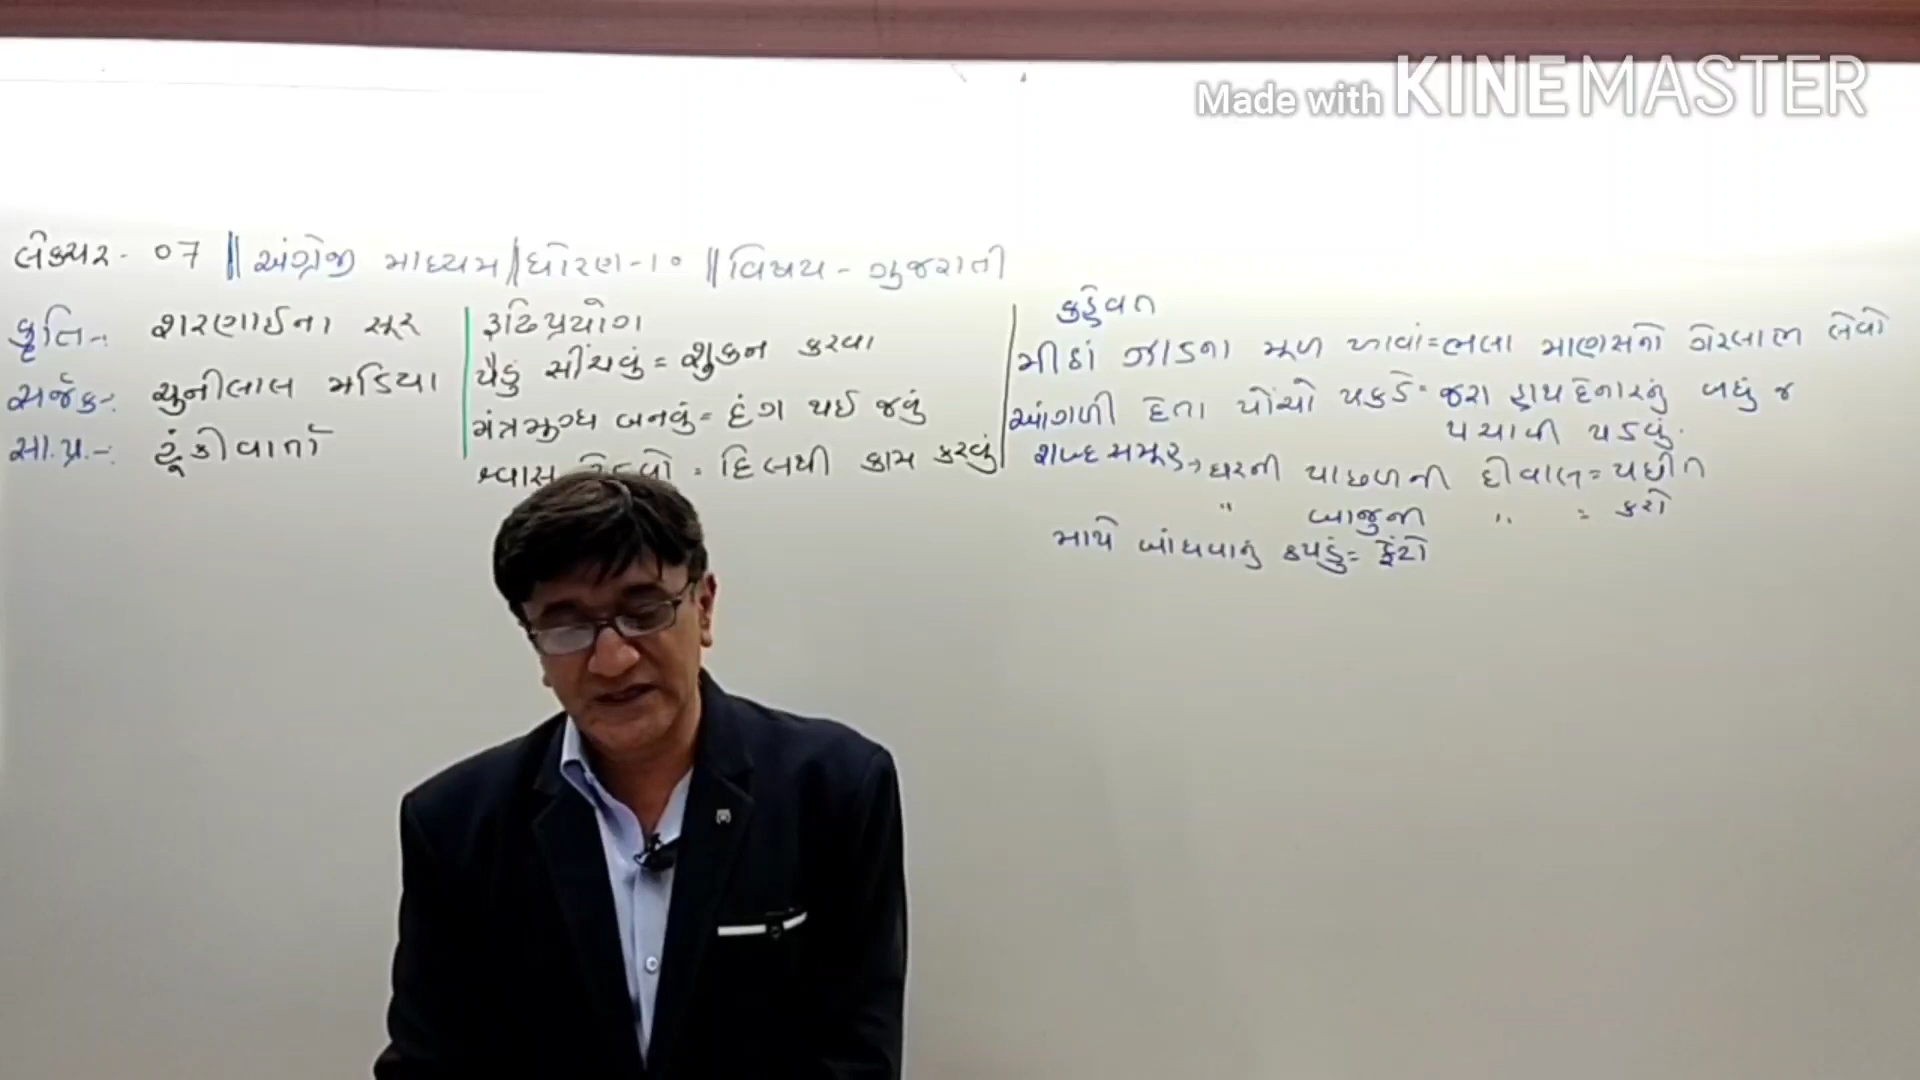 Made with KINEMASTER
લેક્ચર - ૦7 || અંગ્રેજી માધ્યમ || ધોરણ-૧૦ || વિષય - ગુજરાતી
કૃતિ-: શરણાઈના સૂર
સર્જક-: ચુનીલાલ મડિયા
સા.પ્ર.-: ટૂંકીવાર્તા
રૂઢિપ્રયોગ
પૈડું સીંચવું = શુકન કરવા
મંત્રમુગ્ધ બનવું = દંગ થઈ જવું
શ્વાસ = દિલથી કામ કરવું
કહેવત
મીઠાં ઝાડના મૂળ ખાવાં = ભલા માણસનો ગેરલાભ લેવો
આંગળી દેતા પોંચો પકડે = જરા હાથ દેનારનું બધું જ
પચાવી પાડવું.
શબ્દસમૂહ → ઘરની પાછળની દીવાલ = પછીત
" બાજુની " = કરો
માથે બાંધવાનું કપડું = ફેંટો